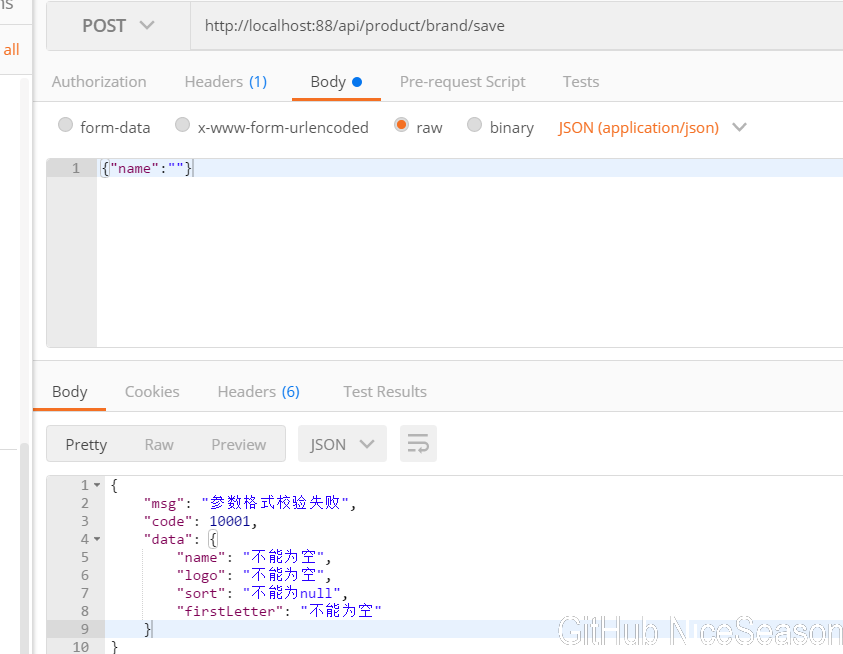 ns
POST http://localhost:88/api/product/brand/save
all
Authorization Headers (1) Body Pre-request Script Tests
form-data x-www-form-urlencoded raw binary JSON (application/json)
1 {"name":""}
Body Cookies Headers (6) Test Results
Pretty Raw Preview JSON
1 {
2 "msg": "参数格式校验失败",
3 "code": 10001,
4 "data": {
5 "name": "不能为空",
6 "logo": "不能为空",
7 "sort": "不能为null",
8 "firstLetter": "不能为空"
9 }
10 }
GitHub NiceSeason